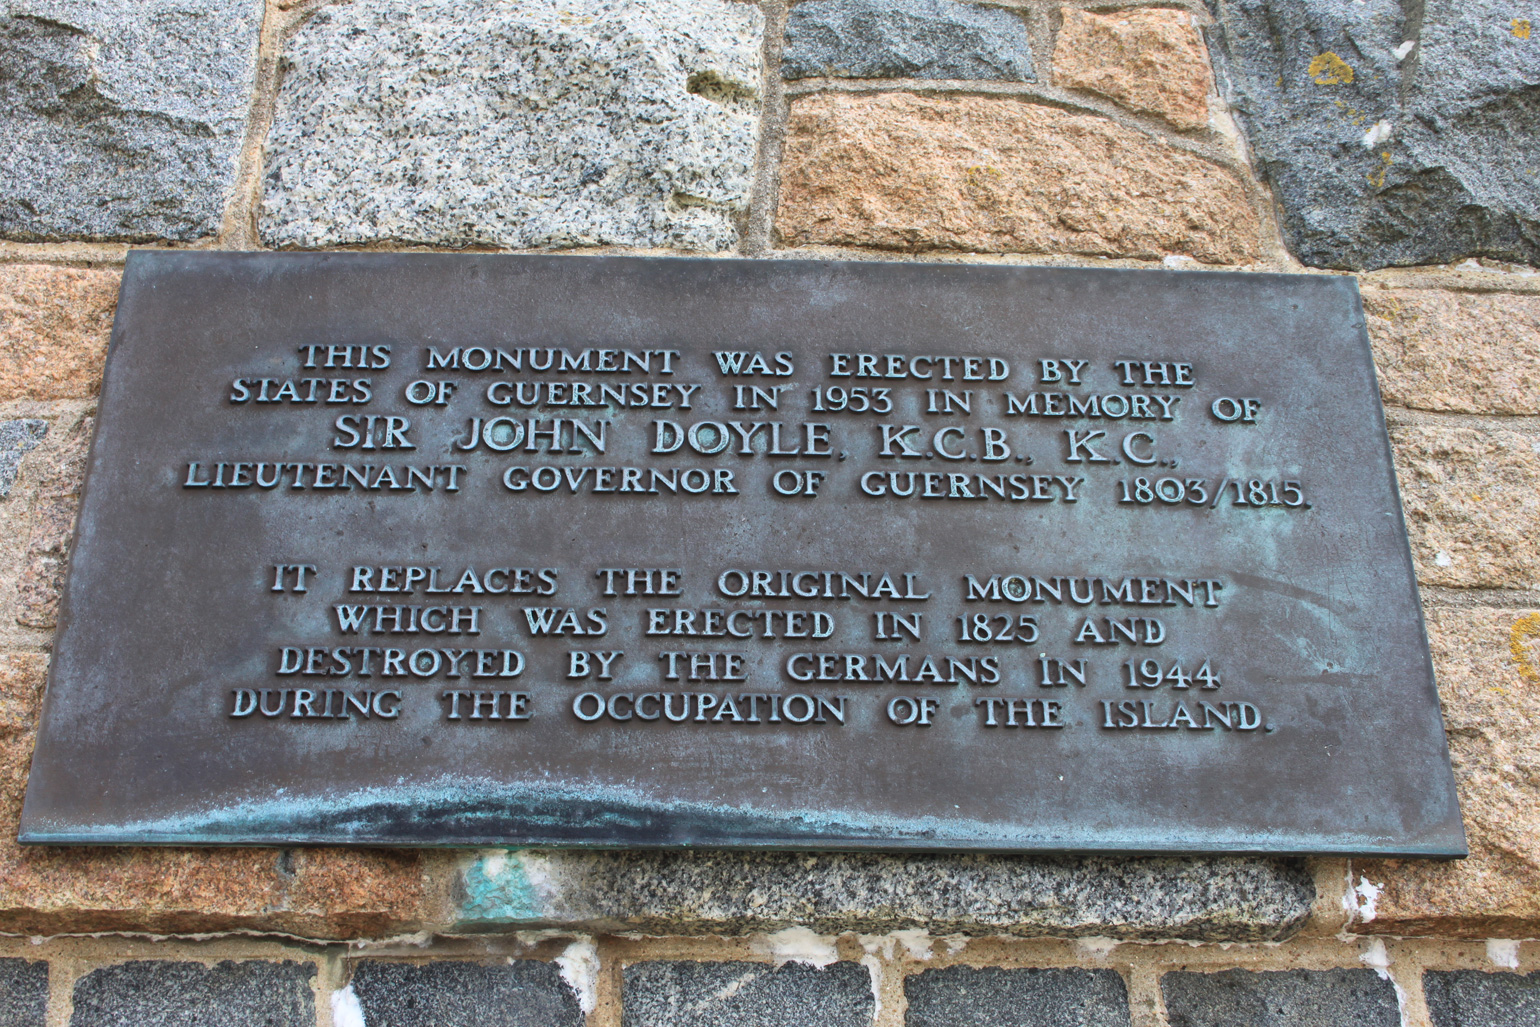 THIS MONUMENT WAS ERECTED BY THE
STATES OF GUERNSEY IN 1953 IN MEMORY OF
SIR JOHN DOYLE, K.C.B., K.C.,
LIEUTENANT GOVERNOR OF GUERNSEY 1803/1815.
IT REPLACES THE ORIGINAL MONUMENT
WHICH WAS ERECTED IN 1825 AND
DESTROYED BY THE GERMANS IN 1944
DURING THE OCCUPATION OF THE ISLAND.